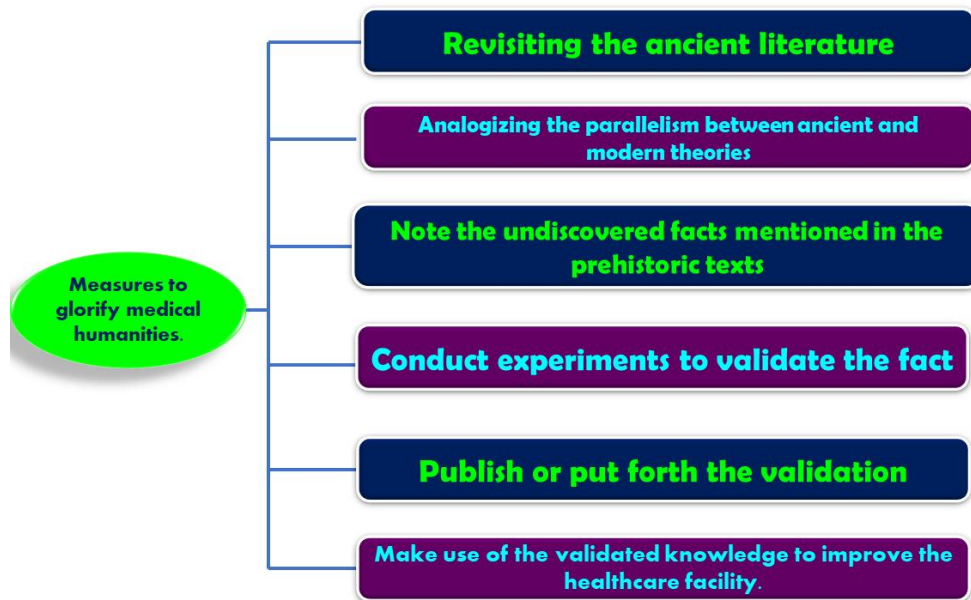 Revisiting the ancient literature
Analogizing the parallelism between ancient and
modern theories
Note the undiscovered facts mentioned in the
prehistoric texts
Measures to
glorify medical
humanities.
Conduct experiments to validate the fact
Publish or put forth the validation
Make use of the validated knowledge to improve the
healthcare facility.